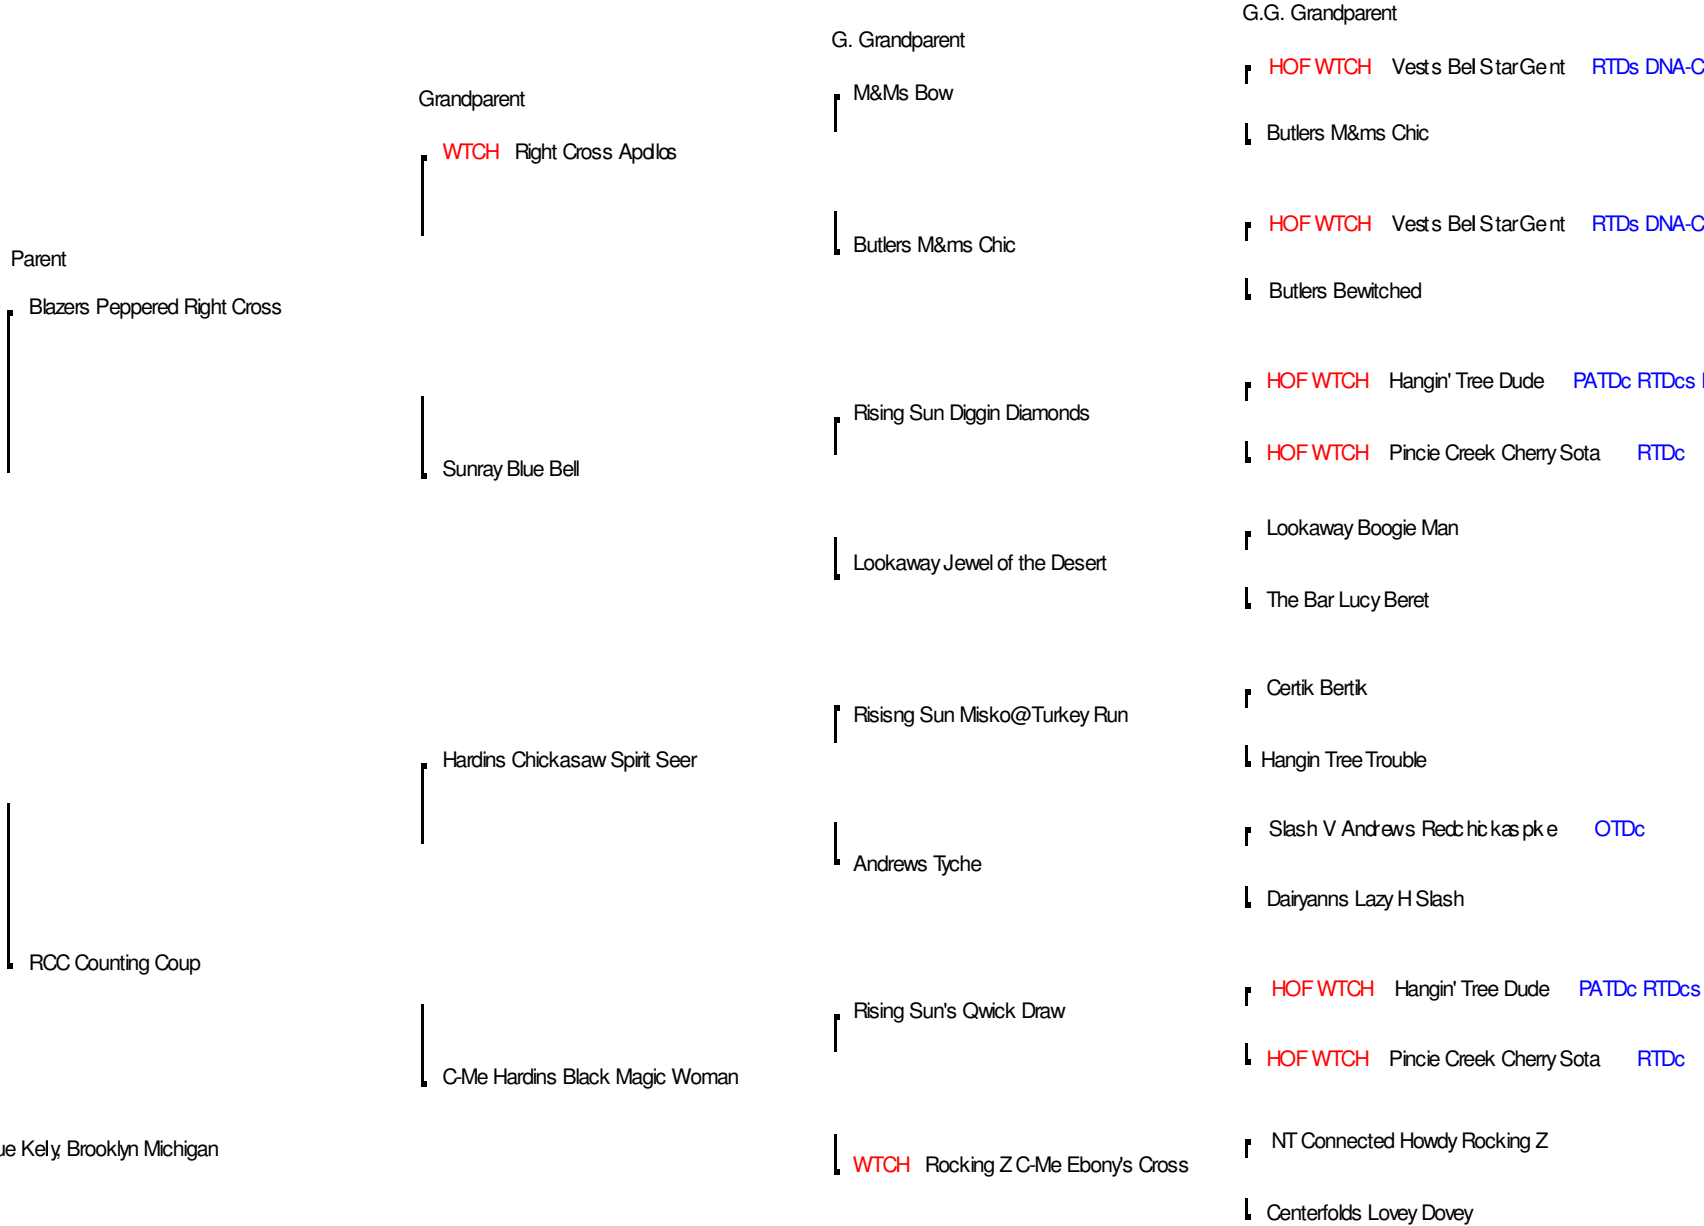 G.G. Grandparent
G. Grandparent
HOF WTCH Vests Bel Star Gent RTDs DNA-C
M&Ms Bow
Grandparent
Butlers M&ms Chic
WTCH Right Cross Apollos
HOF WTCH Vests Bel Star Gent RTDs DNA-C
Butlers M&ms Chic
Parent
Butlers Bewitched
Blazers Peppered Right Cross
HOF WTCH Hangin' Tree Dude PATDc RTDcs
Rising Sun Diggin Diamonds
HOF WTCH Pincie Creek Cherry Sota RTDc
Sunray Blue Bell
Lookaway Boogie Man
Lookaway Jewel of the Desert
The Bar Lucy Beret
Certik Bertik
Risisng Sun Misko@Turkey Run
Hardins Chickasaw Spirit Seer
Hangin Tree Trouble
Slash V Andrews Redchickaspke OTDc
Andrews Tyche
Dairyanns Lazy H Slash
RCC Counting Coup
HOF WTCH Hangin' Tree Dude PATDc RTDcs
Rising Sun's Qwick Draw
HOF WTCH Pincie Creek Cherry Sota RTDc
C-Me Hardins Black Magic Woman
NT Connected Howdy Rocking Z
ue Kely, Brooklyn Michigan
WTCH Rocking Z C-Me Ebony's Cross
Centerfolds Lovey Dovey